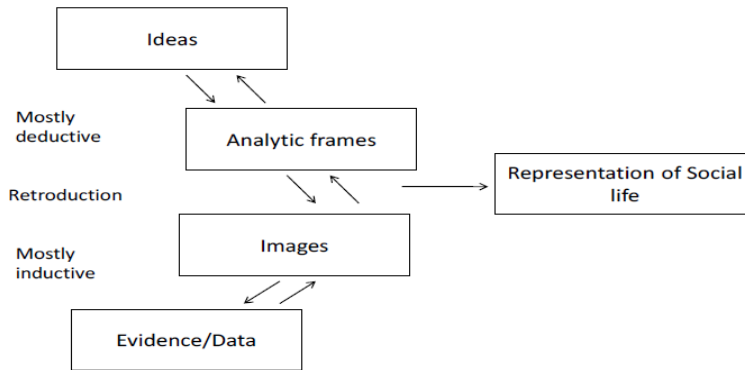 Ideas
Mostly
deductive
Analytic frames
Representation of Social
life
Retroduction
Images
Mostly
inductive
Evidence/Data